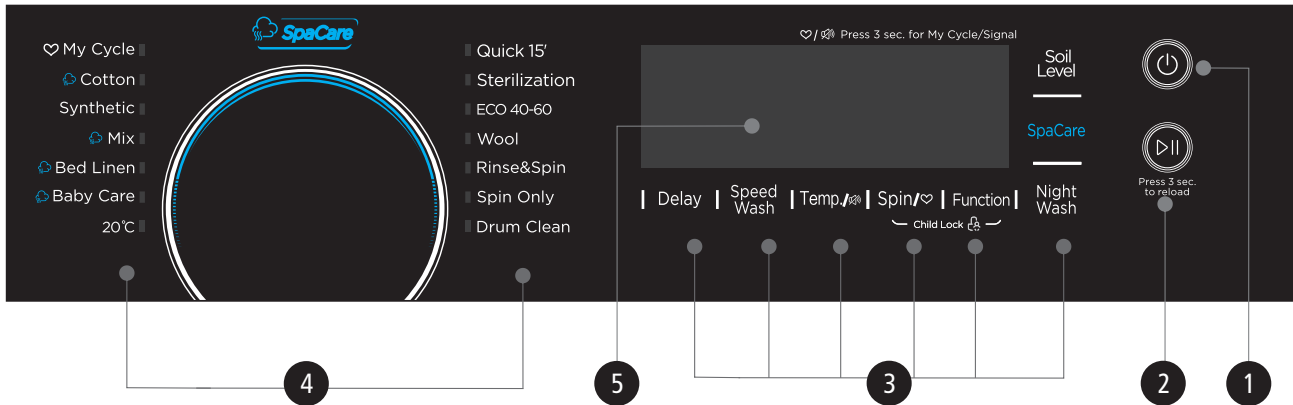 SpaCare
My Cycle
Cotton
Synthetic
Mix
Bed Linen
Baby Care
20℃
Quick 15'
Sterilization
ECO 40-60
Wool
Rinse&Spin
Spin Only
Drum Clean
/ Press 3 sec. for My Cycle/Signal
Delay
Speed
Wash
Temp./
Spin/
Function
Child Lock
Soil
Level
SpaCare
Night
Wash
Press 3 sec.
to reload
4
5
3
2
1